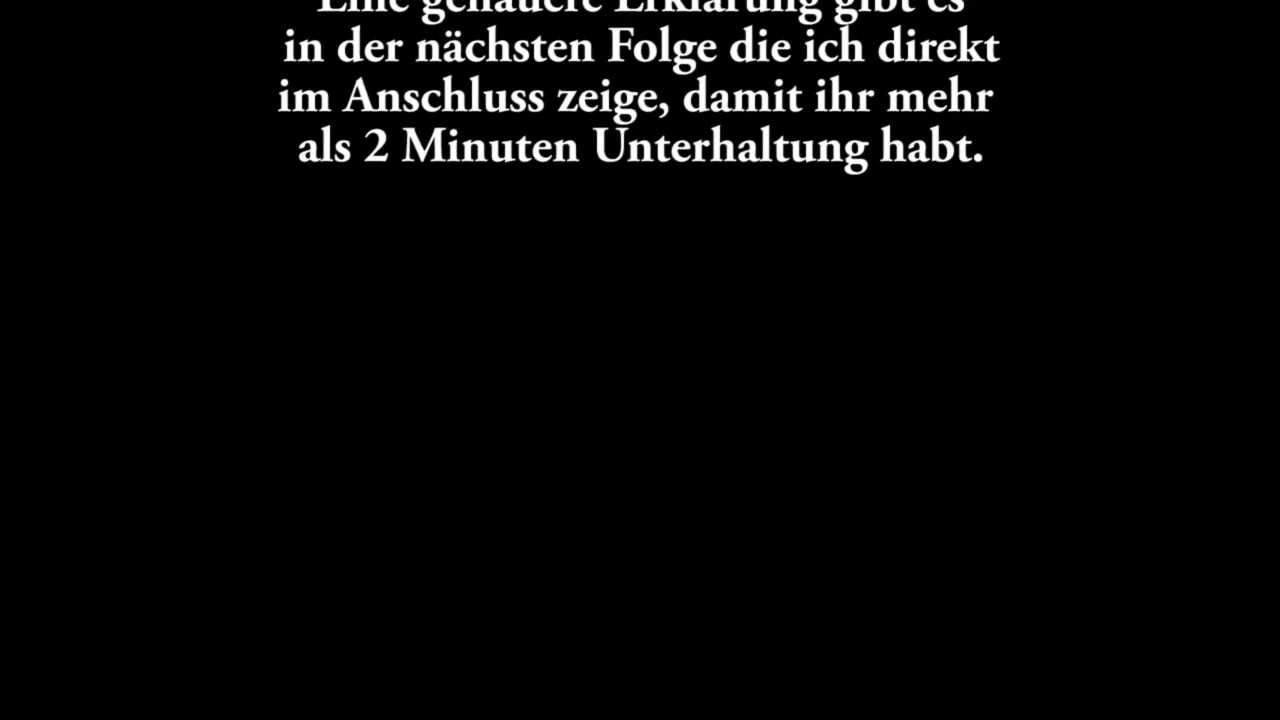 Eine genauere Erklärung gibt es
in der nächsten Folge die ich direkt
im Anschluss zeige, damit ihr mehr
als 2 Minuten Unterhaltung habt.